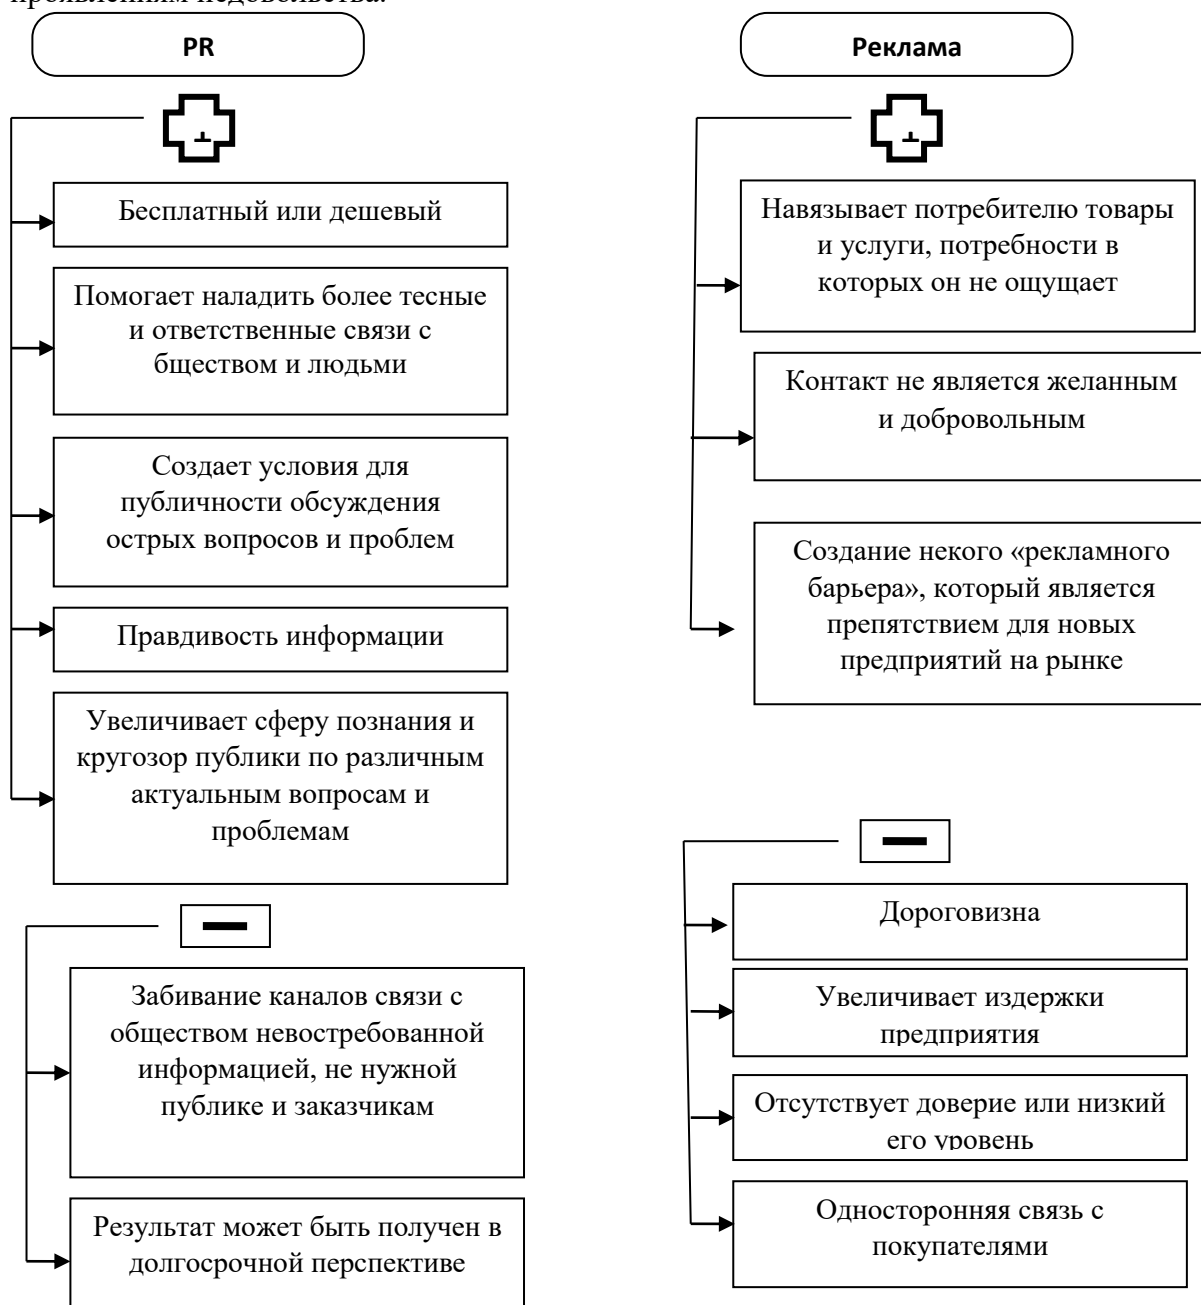 проявлениям недовольства.
PR
Бесплатный или дешевый
Помогает наладить более тесные
и ответственные связи с
бществом и людьми
Создает условия для
публичности обсуждения
острых вопросов и проблем
Правдивость информации
Увеличивает сферу познания и
кругозор публики по различным
актуальным вопросам и
проблемам
Забивание каналов связи с
обществом невостребованной
информацией, не нужной
публике и заказчикам
Результат может быть получен в
долгосрочной перспективе
Реклама
Навязывает потребителю товары
и услуги, потребности в
которых он не ощущает
Контакт не является желанным
и добровольным
Создание некого «рекламного
барьера», который является
препятствием для новых
предприятий на рынке
Дороговизна
Увеличивает издержки
предприятия
Отсутствует доверие или низкий
его уровень
Односторонняя связь с
покупателями